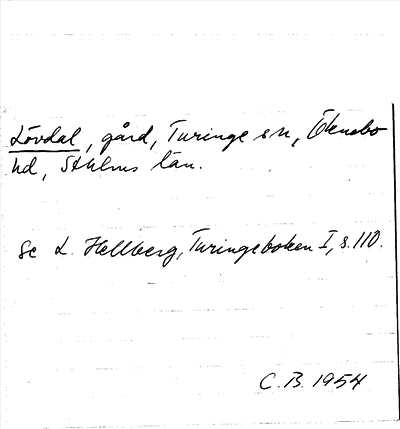 Lövdal, gård, Turinge sn, Öknebo
hd, Sthlms län.
Se L. Hellberg, Turingeboken I, s. 110.
C. B. 1954